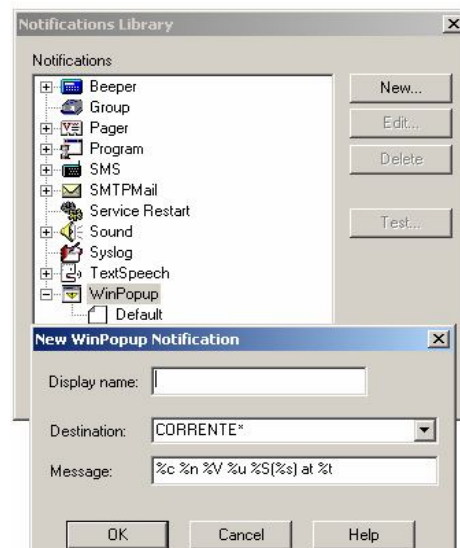 Notifications Library
Notifications
Beeper
New...
Group
Edit...
Pager
Program
Delete
SMS
SMTPMail
Service Restart
Test...
Sound
Syslog
TextSpeech
WinPopup
Default
New WinPopup Notification
Display name:
Destination: CORRENTE*
Message: %c %n %V %u %S(%s) at %t
OK Cancel Help